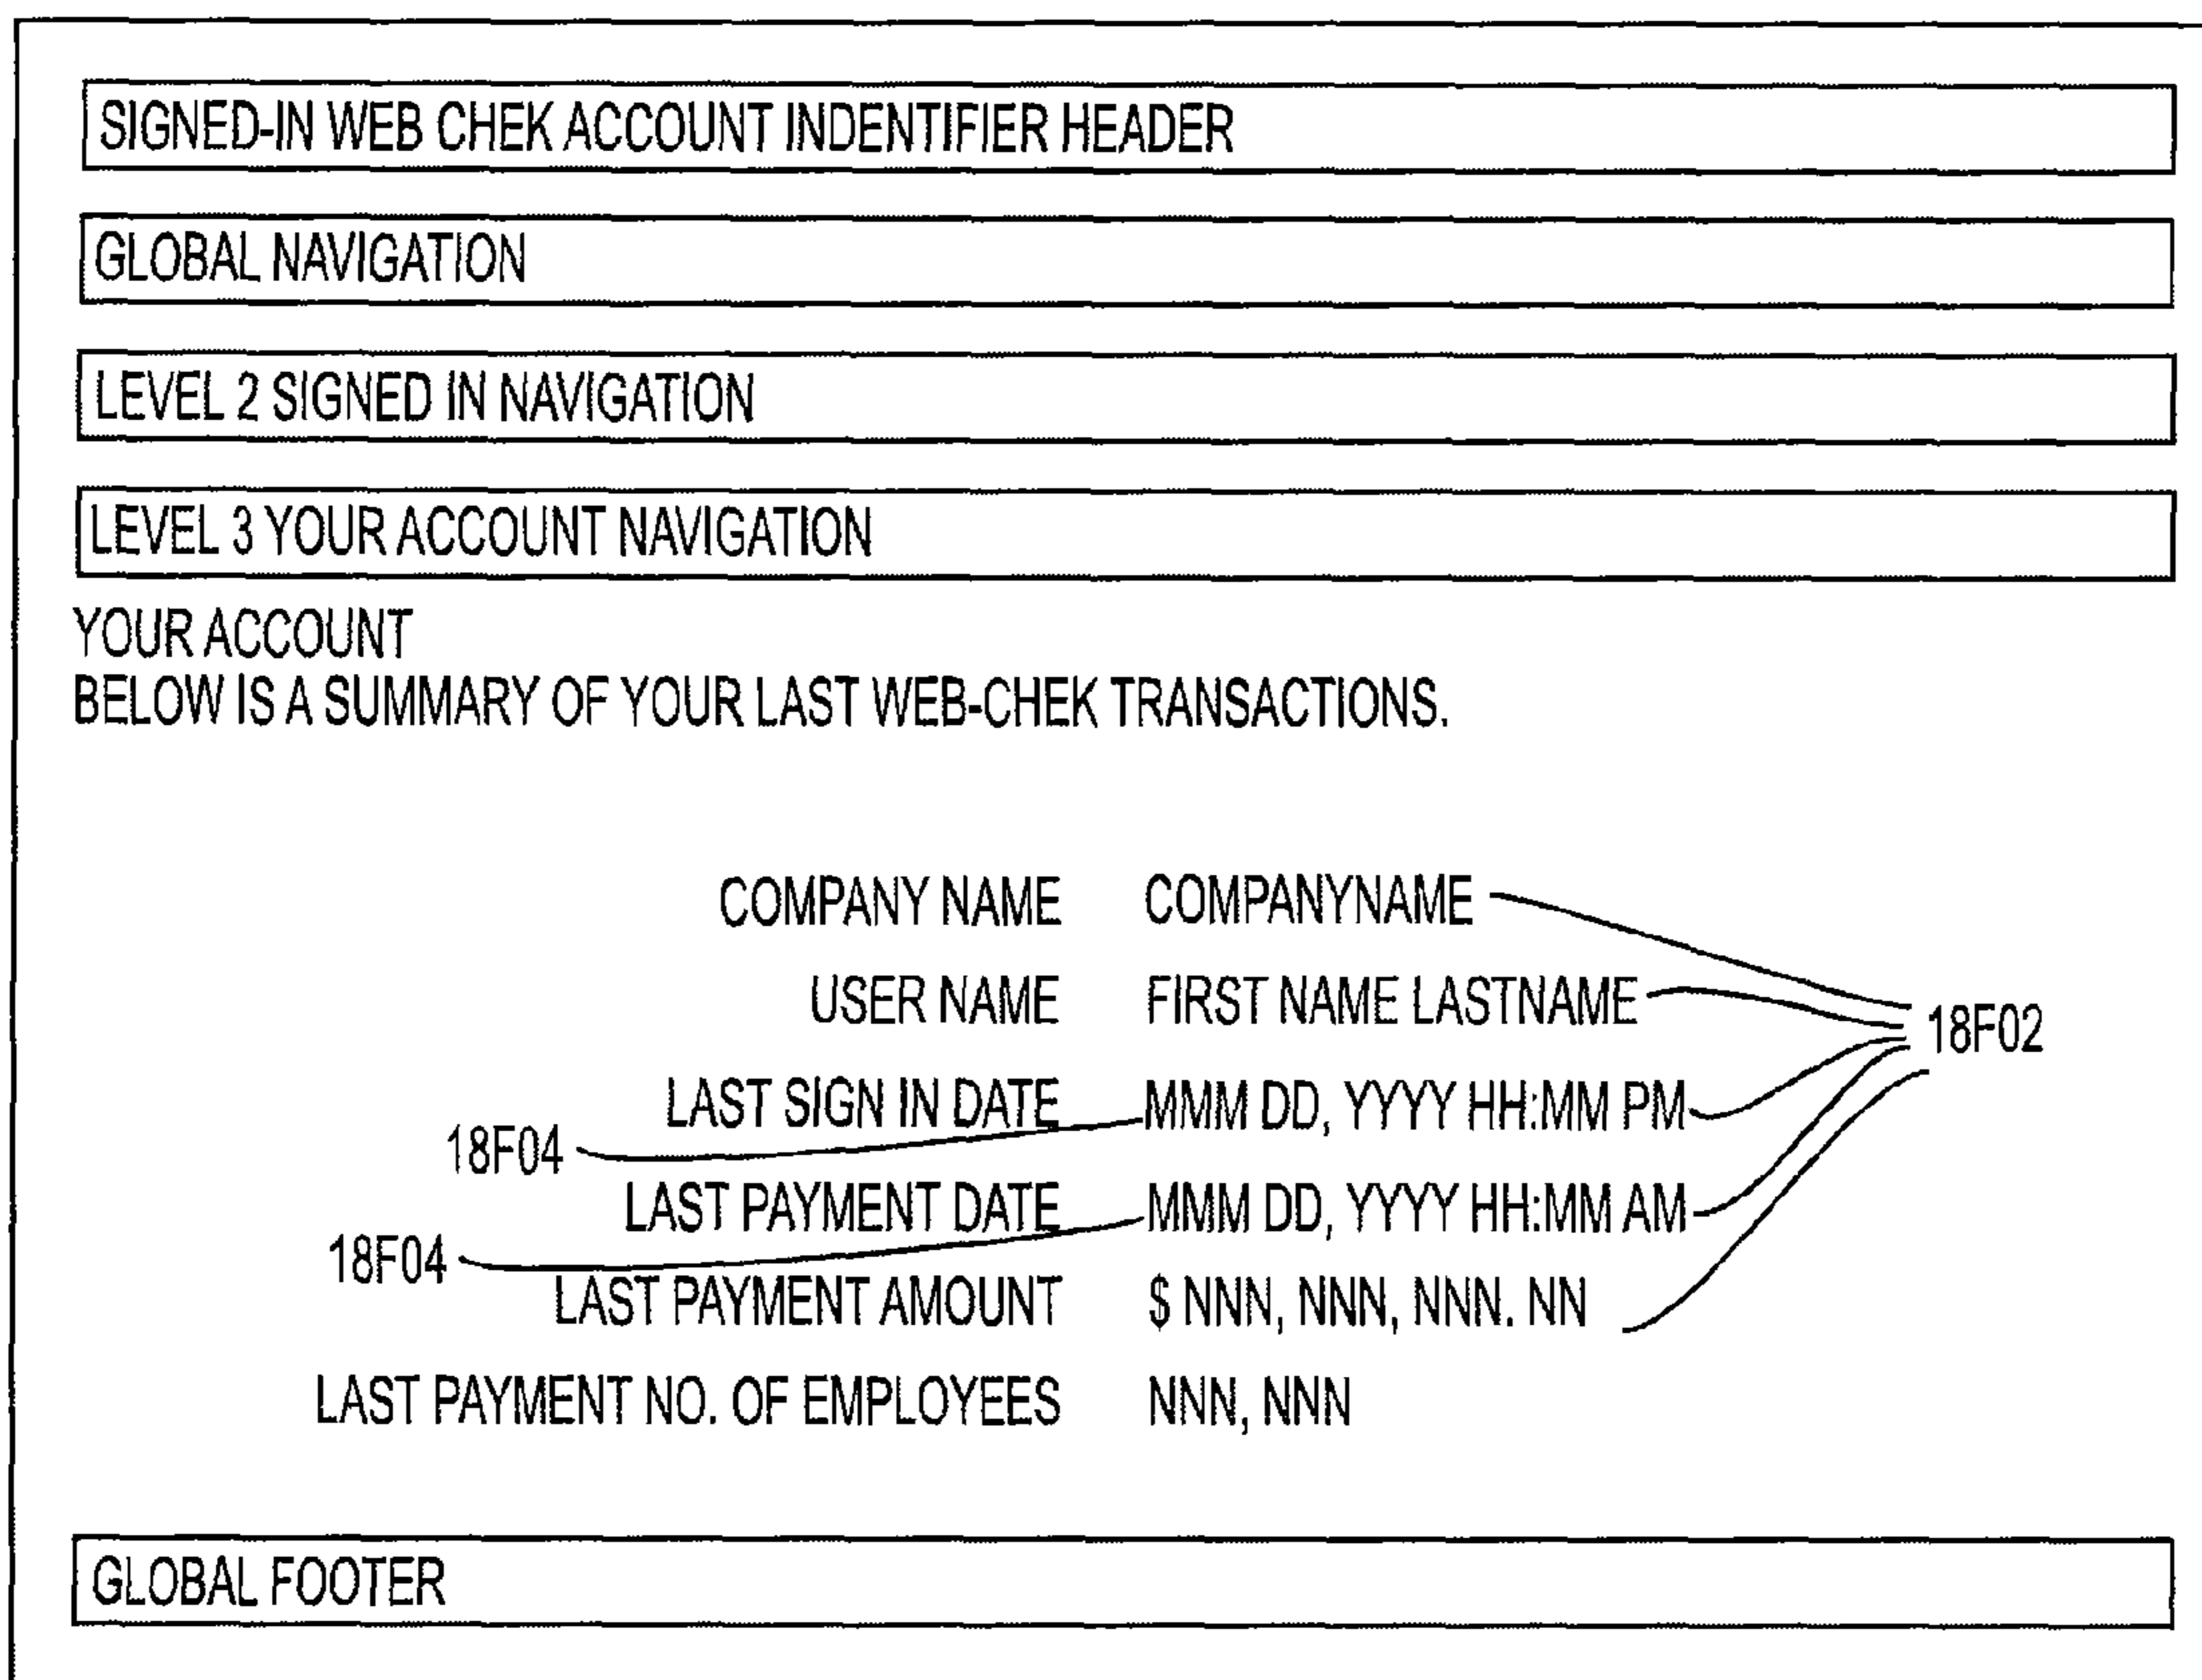 SIGNED-IN WEB CHEK ACCOUNT INDENTIFIER HEADER
GLOBAL NAVIGATION
LEVEL 2 SIGNED IN NAVIGATION
LEVEL 3 YOUR ACCOUNT NAVIGATION
YOUR ACCOUNT
BELOW IS A SUMMARY OF YOUR LAST WEB-CHEK TRANSACTIONS.
COMPANY NAME COMPANYNAME
USER NAME FIRST NAME LASTNAME
18F02
LAST SIGN IN DATE MMM DD, YYYY HH:MM PM
18F04
LAST PAYMENT DATE MMM DD, YYYY HH:MM AM
18F04
LAST PAYMENT AMOUNT $ NNN, NNN, NNN. NN
LAST PAYMENT NO. OF EMPLOYEES NNN, NNN
GLOBAL FOOTER